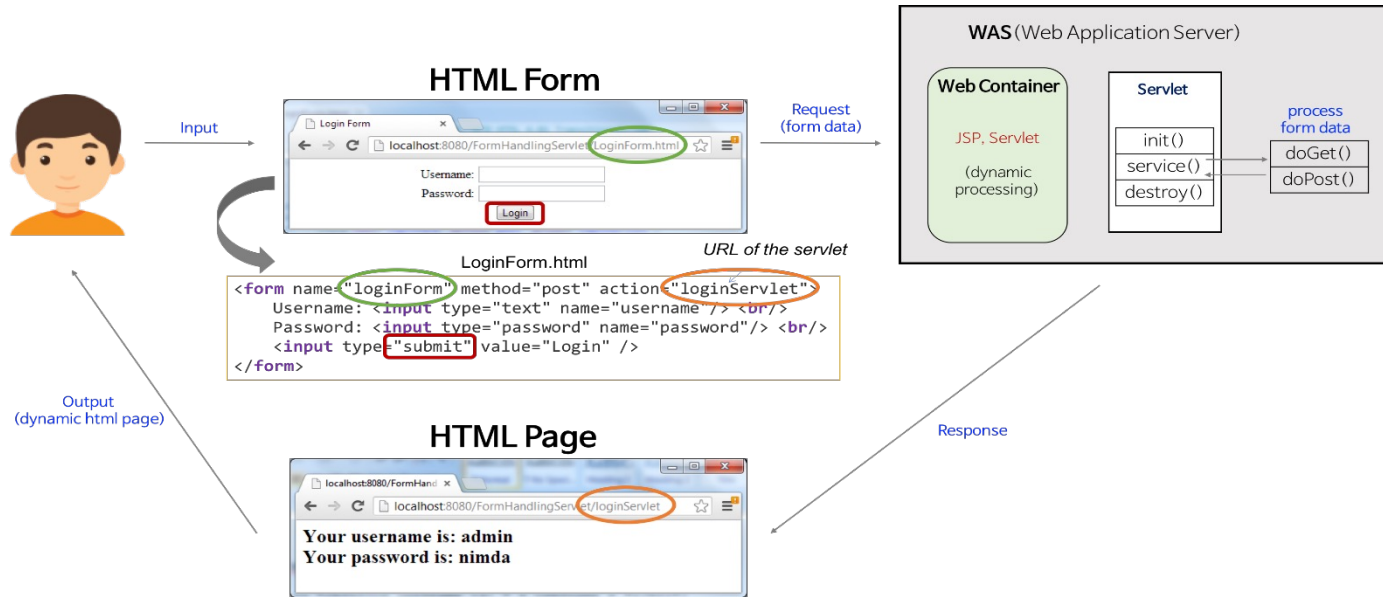 WAS (Web Application Server)
HTML Form
Web Container
Servlet
Input
Login Form
Request
(form data)
process
form data
localhost:8080/FormHandlingServlet/LoginForm.html
JSP, Servlet
init()
doGet()
Username:
(dynamic
processing)
service()
doPost()
Password:
destroy()
Login
URL of the servlet
LoginForm.html
<form name="loginForm" method="post" action="loginServlet">
Username: <input type="text" name="username"/> <br/>
Password: <input type="password" name="password"/> <br/>
<input type="submit" value="Login" />
</form>
Output
(dynamic html page)
HTML Page
Response
localhost:8080/FormHand
localhost:8080/FormHandlingServlet/loginServlet
Your username is: admin
Your password is: nimda